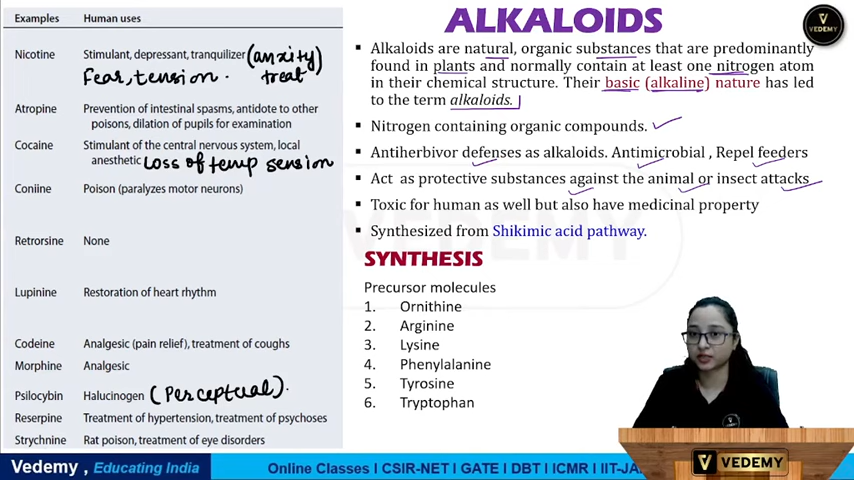 Examples Human uses
Nicotine Stimulant, depressant, tranquilizer (anxity)
Fear, tension. treat
Atropine Prevention of intestinal spasms, antidote to other
poisons, dilation of pupils for examination
Cocaine Stimulant of the central nervous system, local
anesthetic Loss of temp sension
Coniine Poison (paralyzes motor neurons)
Retrorsine None
Lupinine Restoration of heart rhythm
Codeine Analgesic (pain relief), treatment of coughs
Morphine Analgesic
Psilocybin Halucinogen (Perceptual).
Reserpine Treatment of hypertension, treatment of psychoses
Strychnine Rat poison, treatment of eye disorders
ALKALOIDS
▪ Alkaloids are natural, organic substances that are predominantly
found in plants and normally contain at least one nitrogen atom
in their chemical structure. Their basic (alkaline) nature has led
to the term alkaloids.
▪ Nitrogen containing organic compounds.
▪ Antiherbivor defenses as alkaloids. Antimicrobial , Repel feeders
▪ Act as protective substances against the animal or insect attacks
▪ Toxic for human as well but also have medicinal property
▪ Synthesized from Shikimic acid pathway.
SYNTHESIS
Precursor molecules
1. Ornithine
2. Arginine
3. Lysine
4. Phenylalanine
5. Tyrosine
6. Tryptophan
VEDEMY
VEDEMY
VEDEMY
Vedemy , Educating India
Online Classes I CSIR-NET I GATE I DBT I ICMR I IIT-JA